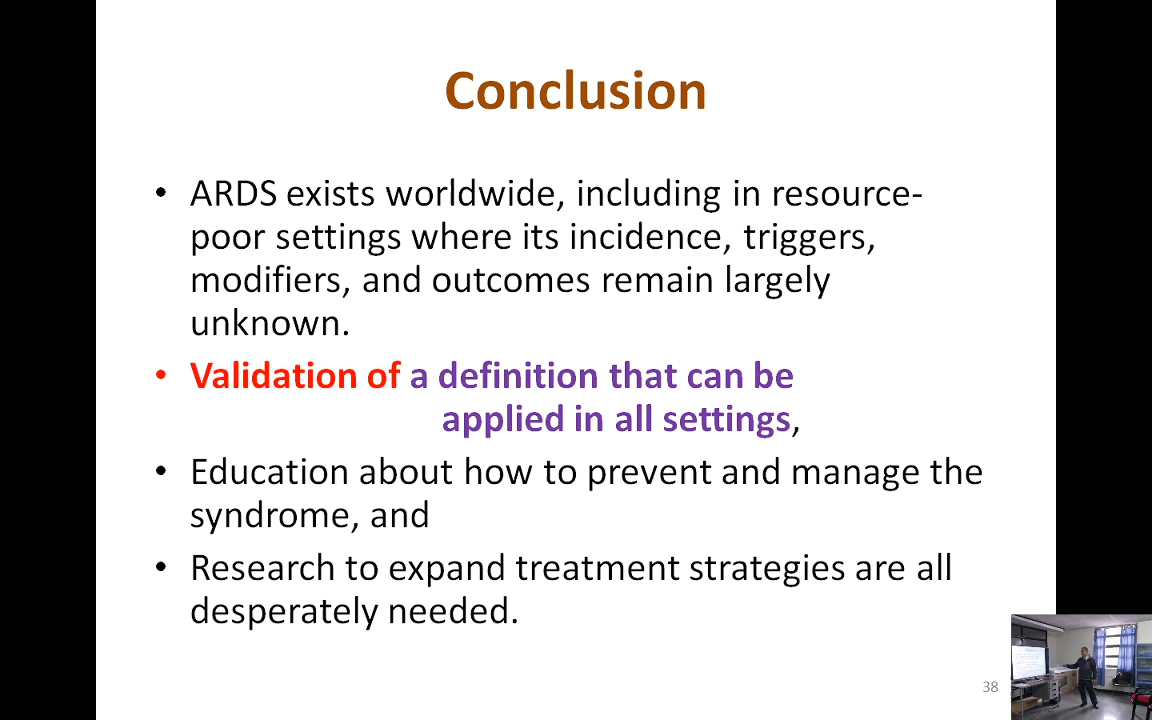 Conclusion
• ARDS exists worldwide, including in resource-
poor settings where its incidence, triggers,
modifiers, and outcomes remain largely
unknown.
• Validation of a definition that can be
applied in all settings,
• Education about how to prevent and manage the
syndrome, and
• Research to expand treatment strategies are all
desperately needed.
38